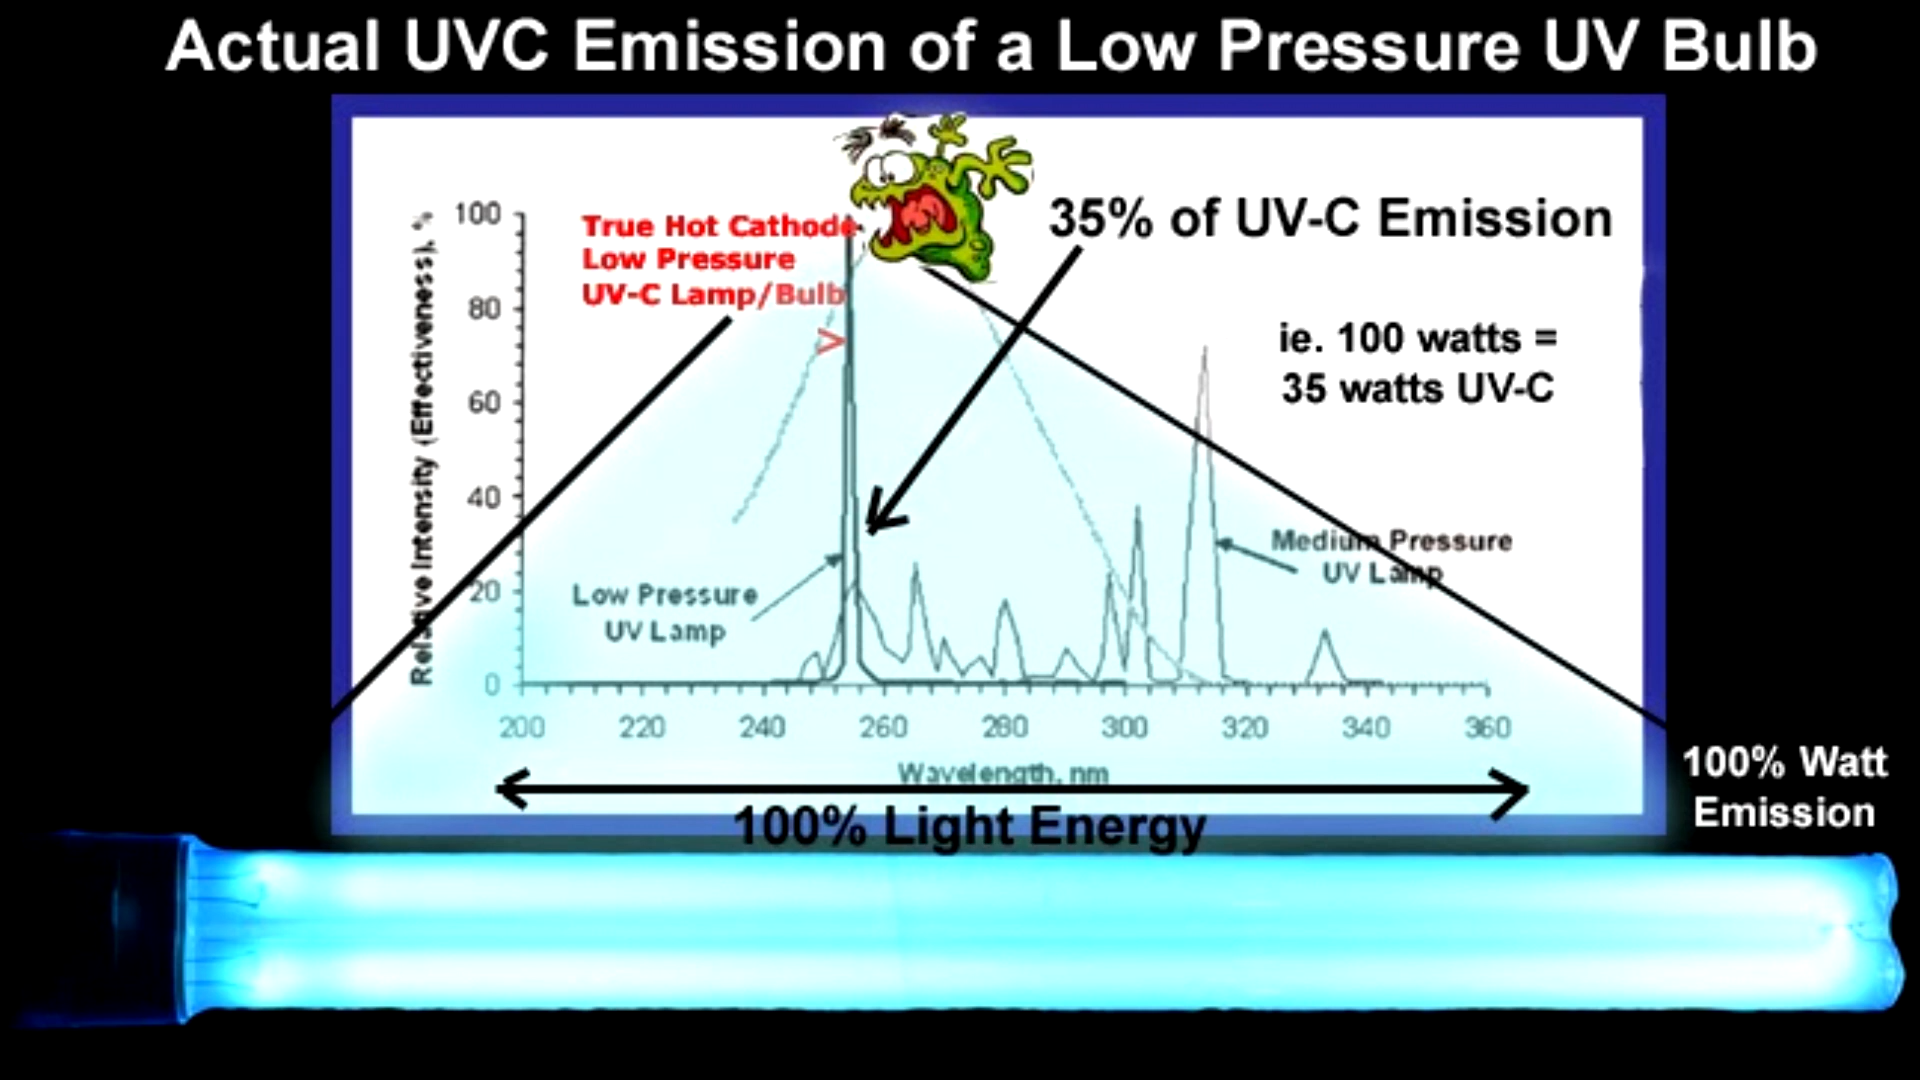 Actual UVC Emission of a Low Pressure UV Bulb
Relative Intensity (Effectiveness), %
100
80
60
40
20
0
True Hot Cathode
Low Pressure
UV-C Lamp/Bulb
>
35% of UV-C Emission
ie. 100 watts =
35 watts UV-C
Low Pressure
UV Lamp
Medium Pressure
UV Lamp
200 220 240 260 280 300 320 340 360
Wavelength, nm
100% Light Energy
100% Watt
Emission